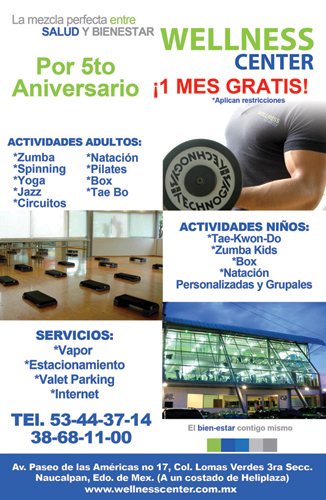 La mezcla perfecta entre
SALUD Y BIENESTAR
WELLNESS
CENTER
Por 5to
Aniversario
¡1 MES GRATIS!
*Aplican restricciones
ACTIVIDADES ADULTOS:
*Zumba
*Spinning
*Yoga
*Jazz
*Circuitos
*Natación
*Pilates
*Box
*Tae Bo
WELLNESS
TECHNOGYM
TECHNOGYM
ACTIVIDADES NIÑOS:
*Tae-Kwon-Do
*Zumba Kids
*Box
*Natación
Personalizadas y Grupales
SERVICIOS:
*Vapor
*Estacionamiento
*Valet Parking
*Internet
TEl. 53-44-37-14
38-68-11-00
El bien-estar contigo mismo
Av. Paseo de las Américas no 17, Col. Lomas Verdes 3ra Secc.
Naucalpan, Edo. de Mex. (A un costado de Heliplaza)
www.wellnesscenter.com.mx